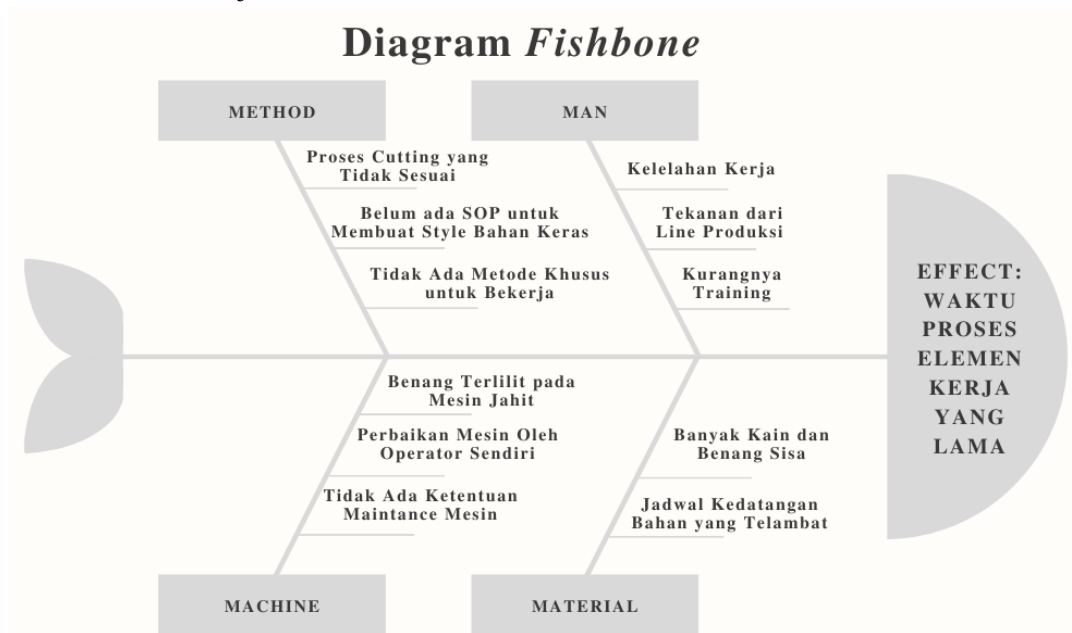 Diagram Fishbone
METHOD
MAN
Proses Cutting yang
Tidak Sesuai
Belum ada SOP untuk
Membuat Style Bahan Keras
Tidak Ada Metode Khusus
untuk Bekerja
Kelelahan Kerja
Tekanan dari
Line Produksi
Kurangnya
Training
EFFECT:
WAKTU
PROSES
ELEMEN
KERJA
YANG
LAMA
Benang Terlilit pada
Mesin Jahit
Perbaikan Mesin Oleh
Operator Sendiri
Tidak Ada Ketentuan
Maintance Mesin
Banyak Kain dan
Benang Sisa
Jadwal Kedatangan
Bahan yang Telambat
MACHINE
MATERIAL